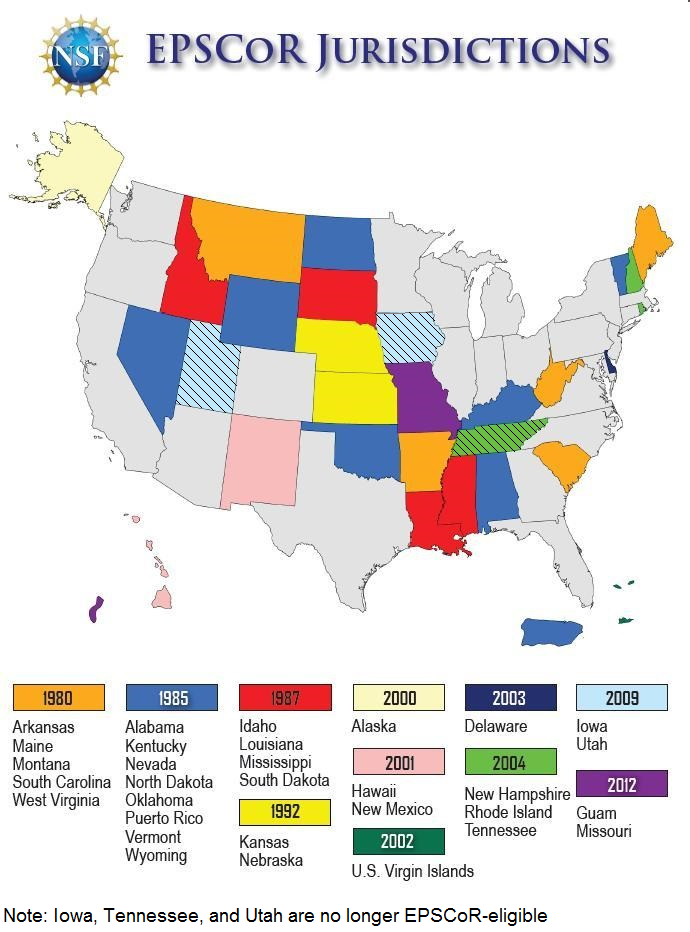 NSF
EPSCoR Jurisdictions
1980
Arkansas
Maine
Montana
South Carolina
West Virginia
1985
Alabama
Kentucky
Nevada
North Dakota
Oklahoma
Puerto Rico
Vermont
Wyoming
1987
Idaho
Louisiana
Mississippi
South Dakota
1992
Kansas
Nebraska
2000
Alaska
2001
Hawaii
New Mexico
2002
U.S. Virgin Islands
2003
Delaware
2004
New Hampshire
Rhode Island
Tennessee
2009
Iowa
Utah
2012
Guam
Missouri
Note: Iowa, Tennessee, and Utah are no longer EPSCoR-eligible